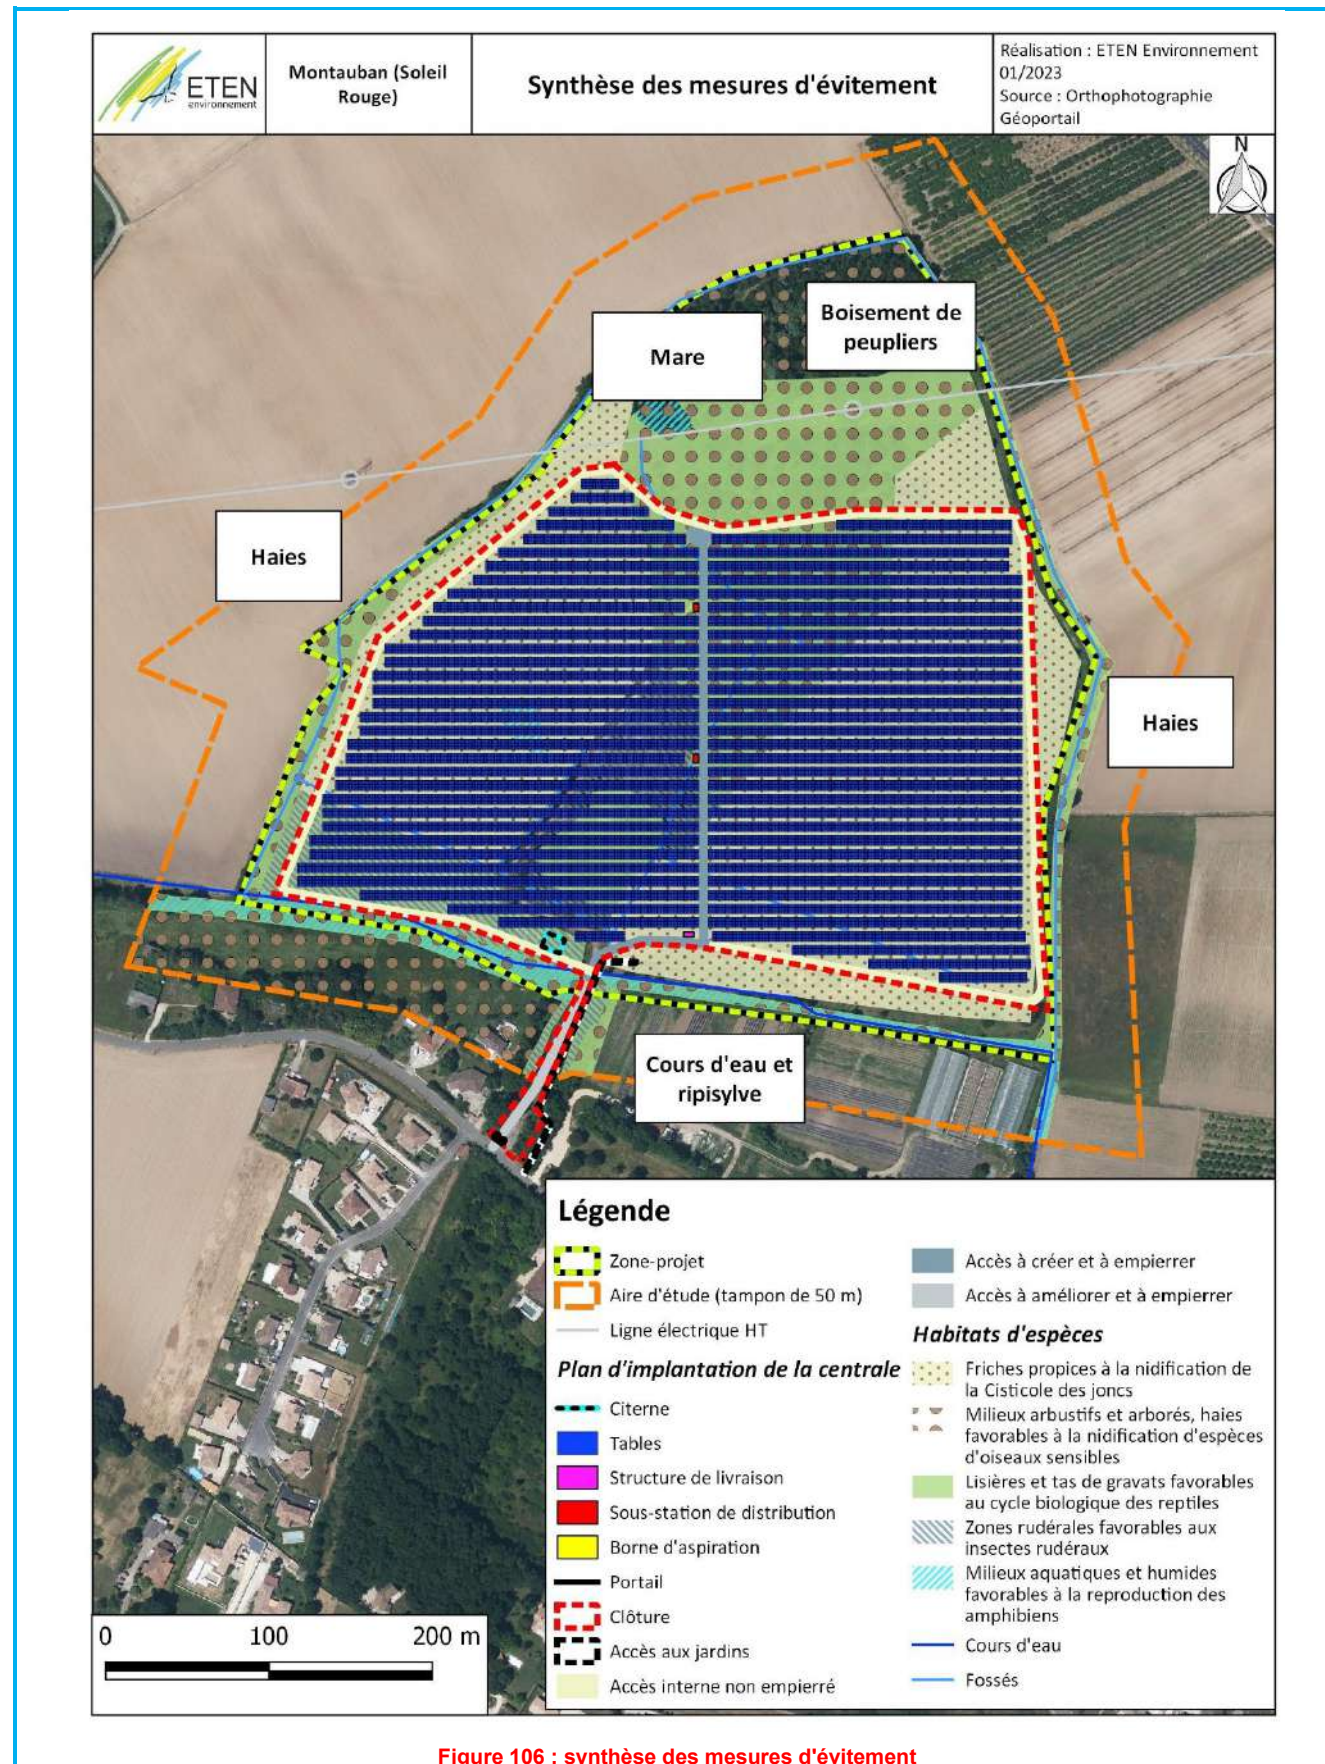 ETEN
environnement
Montauban (Soleil
Rouge)
Synthèse des mesures d'évitement
Réalisation : ETEN Environnement
01/2023
Source : Orthophotographie
Géoportail
N
Boisement de
peupliers
Mare
Haies
Haies
Cours d'eau et
ripisylve
Légende
Zone-projet
Aire d'étude (tampon de 50 m)
Ligne électrique HT
Plan d'implantation de la centrale
Citerne
Tables
Structure de livraison
Sous-station de distribution
Borne d'aspiration
Portail
Clôture
Accès aux jardins
Accès interne non empierré
Accès à créer et à empierrer
Accès à améliorer et à empierrer
Habitats d'espèces
Friches propices à la nidification de
la Cisticole des joncs
Milieux arbustifs et arborés, haies
favorables à la nidification d'espèces
d'oiseaux sensibles
Lisières et tas de gravats favorables
au cycle biologique des reptiles
Zones rudérales favorables aux
insectes rudéraux
Milieux aquatiques et humides
favorables à la reproduction des
amphibiens
Cours d'eau
Fossés
0 100 200 m
Figure 106 : synthèse des mesures d'évitement